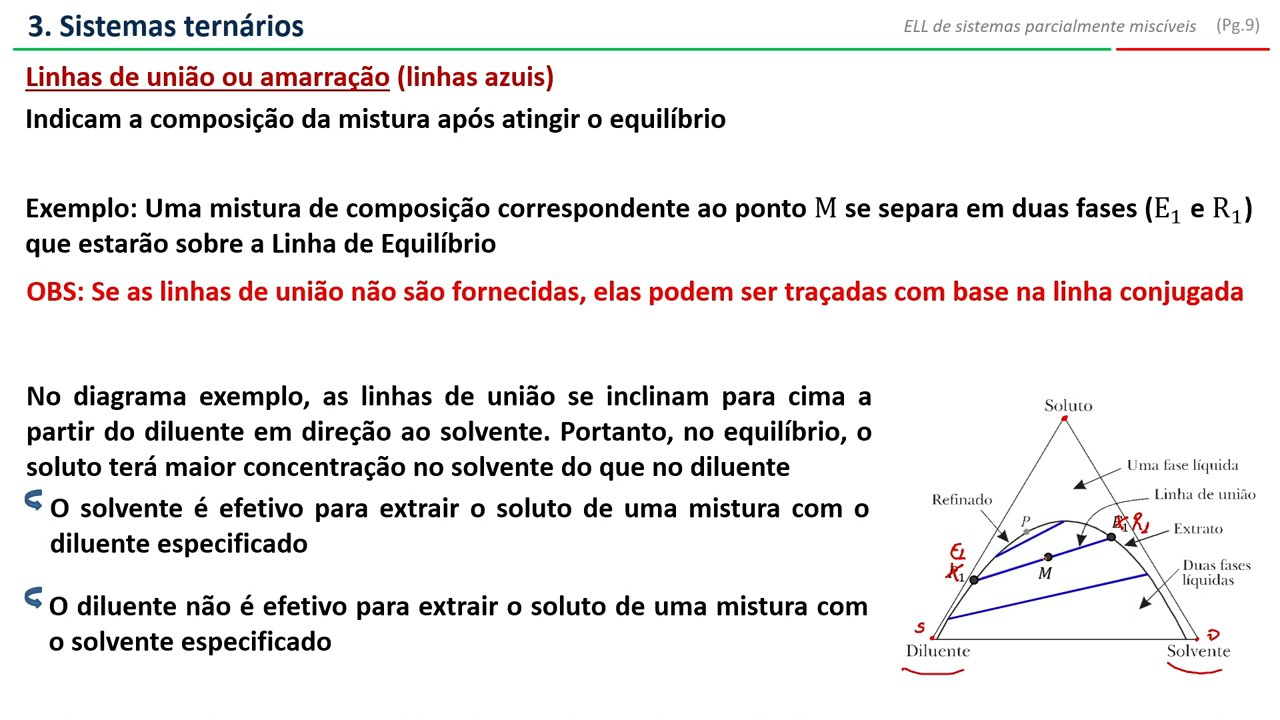 3. Sistemas ternários
ELL de sistemas parcialmente miscíveis (Pg.9)
Linhas de união ou amarração (linhas azuis)
Indicam a composição da mistura após atingir o equilíbrio
Exemplo: Uma mistura de composição correspondente ao ponto M se separa em duas fases (E₁ e R₁)
que estarão sobre a Linha de Equilíbrio
OBS: Se as linhas de união não são fornecidas, elas podem ser traçadas com base na linha conjugada
No diagrama exemplo, as linhas de união se inclinam para cima a
partir do diluente em direção ao solvente. Portanto, no equilíbrio, o
soluto terá maior concentração no solvente do que no diluente
O solvente é efetivo para extrair o soluto de uma mistura com o
diluente especificado
O diluente não é efetivo para extrair o soluto de uma mistura com
o solvente especificado
Soluto
Uma fase líquida
Linha de união
Refinado
P
R₁
Extrato
E₁
M
Duas fases
líquidas
S
D
Diluente
Solvente